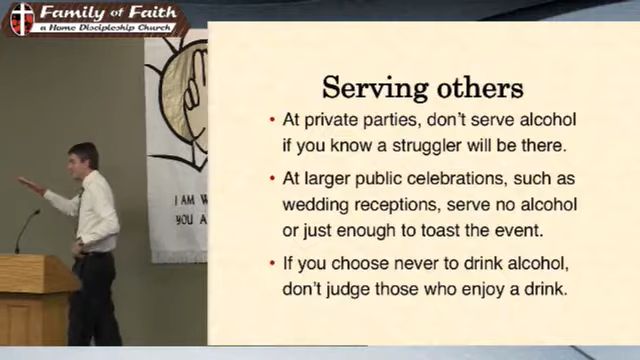 Family of Faith
a Home Discipleship Church
I AM W
YOU A
Serving others
• At private parties, don't serve alcohol
if you know a struggler will be there.
• At larger public celebrations, such as
wedding receptions, serve no alcohol
or just enough to toast the event.
• If you choose never to drink alcohol,
don't judge those who enjoy a drink.